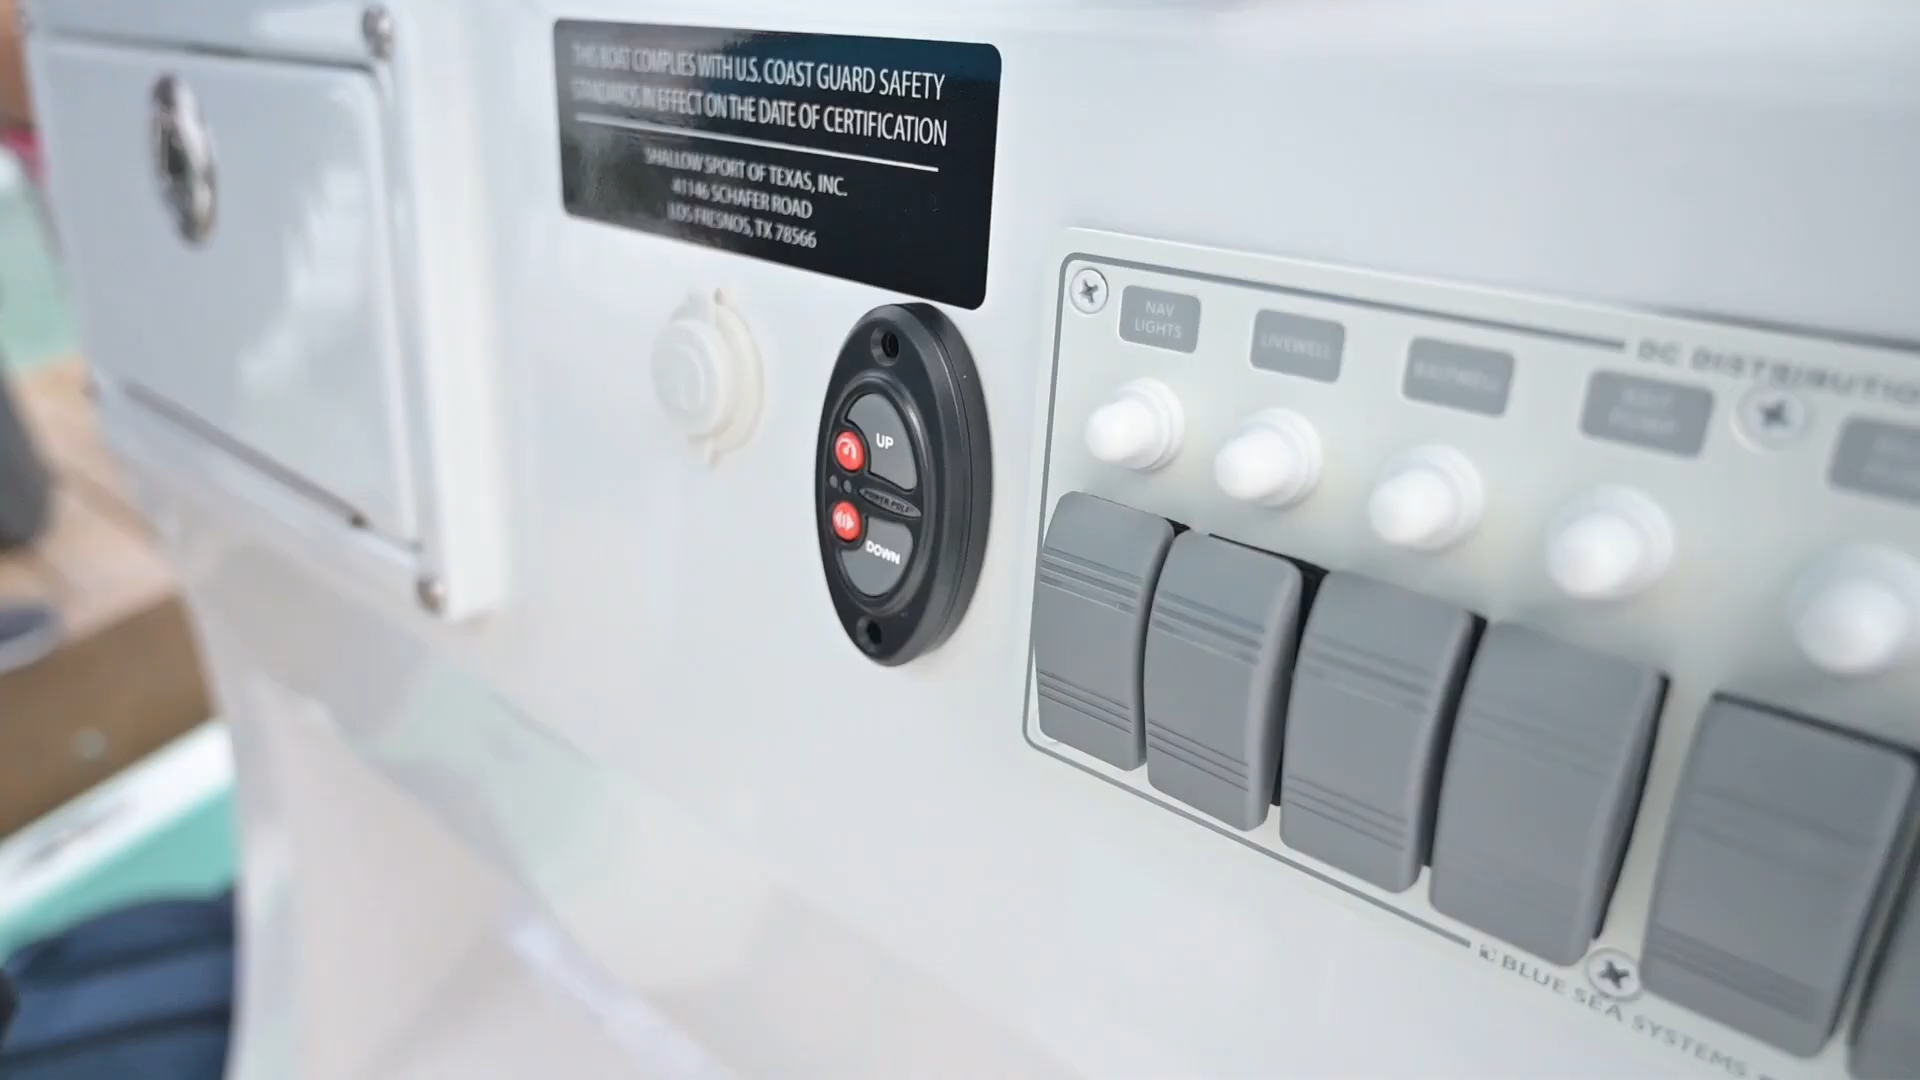 THIS BOAT COMPLIES WITH U.S. COAST GUARD SAFETY
STANDARDS IN EFFECT ON THE DATE OF CERTIFICATION
SHALLOW SPORT OF TEXAS, INC.
41146 SCHAFER ROAD
LOS FRESNOS, TX 78566
UP
POWER-POLE
DOWN
DC DISTRIBUTIO
NAV
LIGHTS
LIVEWELL
BAITWELL
BLUE SEA SYSTEMS